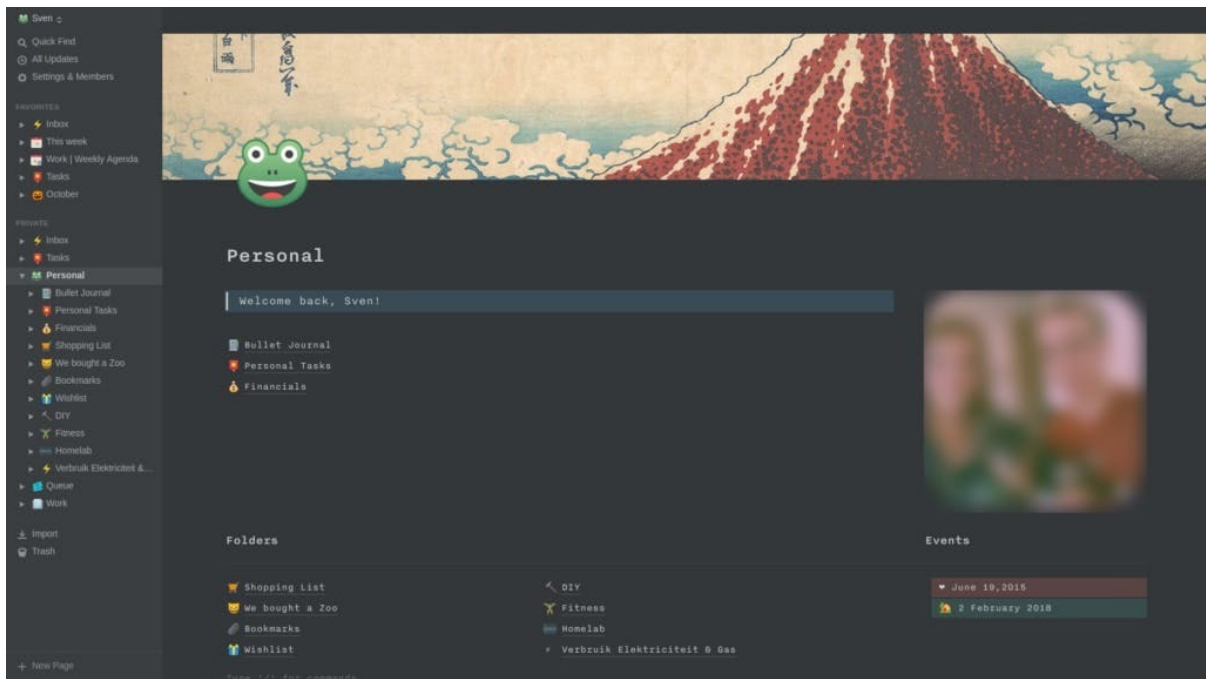 Sven
Quick Find
All Updates
Settings & Members
FAVORITES
Inbox
This week
Work | Weekly Agenda
Tasks
October
PRIVATE
Inbox
Tasks
Personal
Bullet Journal
Personal Tasks
Financials
Shopping List
We bought a Zoo
Bookmarks
Wishlist
DIY
Fitness
Homelab
Verbruik Elektriciteit &...
Queue
Work
Import
Trash
New Page
Personal
Welcome back, Sven!
Bullet Journal
Personal Tasks
Financials
Folders
Shopping List
We bought a Zoo
Bookmarks
Wishlist
DIY
Fitness
Homelab
Verbruik Elektriciteit & Gas
Events
June 19,2015
2 February 2018
Type '/' for commands